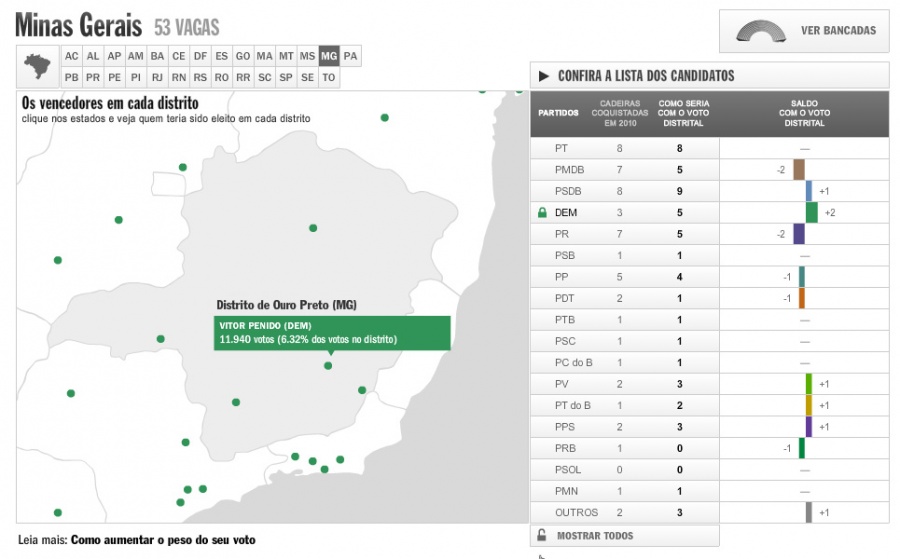 Minas Gerais 53 VAGAS
VER BANCADAS
AC AL AP AM BA CE DF ES GO MA MT MS MG PA
PB PR PE PI RJ RN RS RO RR SC SP SE TO
CONFIRA A LISTA DOS CANDIDATOS
Os vencedores em cada distrito
clique nos estados e veja quem teria sido eleito em cada distrito
Distrito de Ouro Preto (MG)
VITOR PENIDO (DEM)
11.940 votos (6.32% dos votos no distrito)
PARTIDOS
CADEIRAS
COQUISTADAS
EM 2010
COMO SERIA
COM O VOTO
DISTRITAL
SALDO
COM O VOTO
DISTRITAL
PT 8 8 —
PMDB 7 5 -2
PSDB 8 9 +1
DEM 3 5 +2
PR 7 5 -2
PSB 1 1 —
PP 5 4 -1
PDT 2 1 -1
PTB 1 1 —
PSC 1 1 —
PC do B 1 1 —
PV 2 3 +1
PT do B 1 2 +1
PPS 2 3 +1
PRB 1 0 -1
PSOL 0 0 —
PMN 1 1 —
OUTROS 2 3 +1
MOSTRAR TODOS
Leia mais: Como aumentar o peso do seu voto